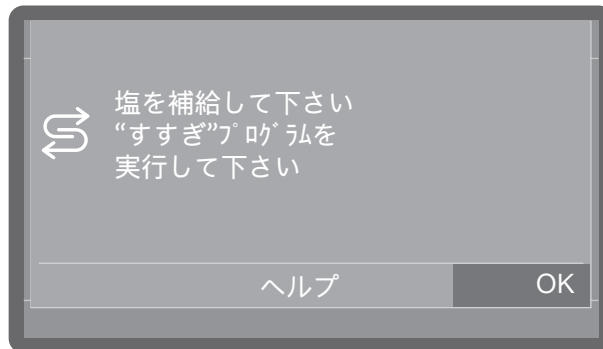 塩を補給して下さい
“すすぎ”ﾌﾟﾛｸﾞﾗﾑを
実行して下さい
ヘルプ
OK